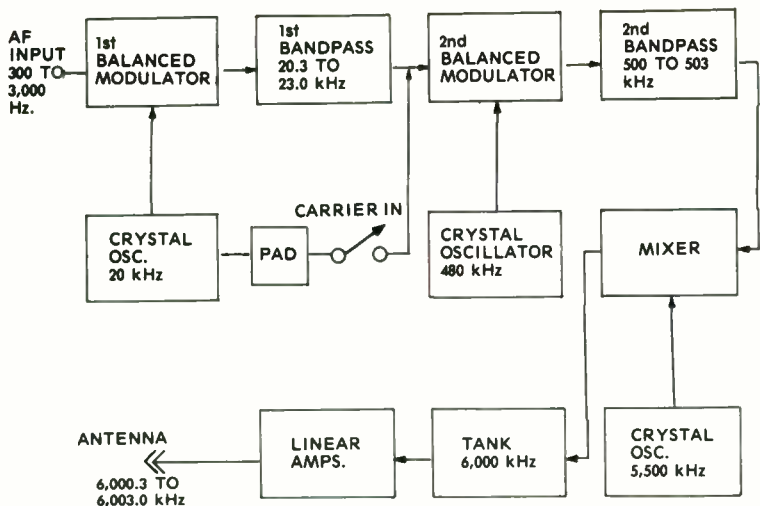 AF
INPUT
300 TO
3,000
Hz.
1st
BALANCED
MODULATOR
1st
BANDPASS
20.3 TO
23.0 kHz
2nd
BALANCED
MODULATOR
2nd
BANDPASS
500 TO 503
kHz
CRYSTAL
OSC.
20 kHz
PAD
CARRIER IN
CRYSTAL
OSCILLATOR
480 kHz
MIXER
ANTENNA
6,000.3 TO
6,003.0 kHz
LINEAR
AMPS.
TANK
6,000 kHz
CRYSTAL
OSC.
5,500 kHz